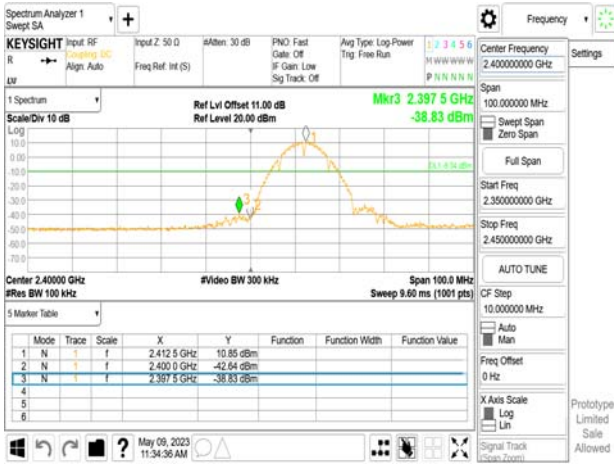 Spectrum Analyzer 1
Swept SA
+
Frequency
KEYSIGHT Input: RF
R
Coupling: DC
Align: Auto
LXI
Input Z: 50 Ω
Freq Ref: Int (S)
#Atten: 30 dB
PNO: Fast
Gate: Off
IF Gain: Low
Sig Track: Off
Avg Type: Log-Power
Trig: Free Run
1 2 3 4 5 6
M W W W W W
P N N N N N
1 Spectrum
Scale/Div 10 dB
Ref Lvl Offset 11.00 dB
Ref Level 20.00 dBm
Mkr3 2.397 5 GHz
-38.83 dBm
Log
10.0
0.00
-10.0
-20.0
-30.0
-40.0
-50.0
-60.0
-70.0
1
2
3
Center 2.40000 GHz
#Res BW 100 kHz
#Video BW 300 kHz
Span 100.0 MHz
Sweep 9.60 ms (1001 pts)
5 Marker Table
Mode Trace Scale X Y Function Function Width Function Value
1 N 1 f 2.412 5 GHz 10.85 dBm
2 N 1 f 2.400 0 GHz -42.64 dBm
3 N 1 f 2.397 5 GHz -38.83 dBm
4
5
6
Center Frequency
2.400000000 GHz
Span
100.000000 MHz
Swept Span
Zero Span
Full Span
Start Freq
2.350000000 GHz
Stop Freq
2.450000000 GHz
AUTO TUNE
CF Step
10.000000 MHz
Auto
Man
Freq Offset
0 Hz
X Axis Scale
Log
Lin
Signal Track
(Span Zoom)
Settings
Prototype
Limited
Sale
Allowed
?
May 09, 2023
11:34:36 AM